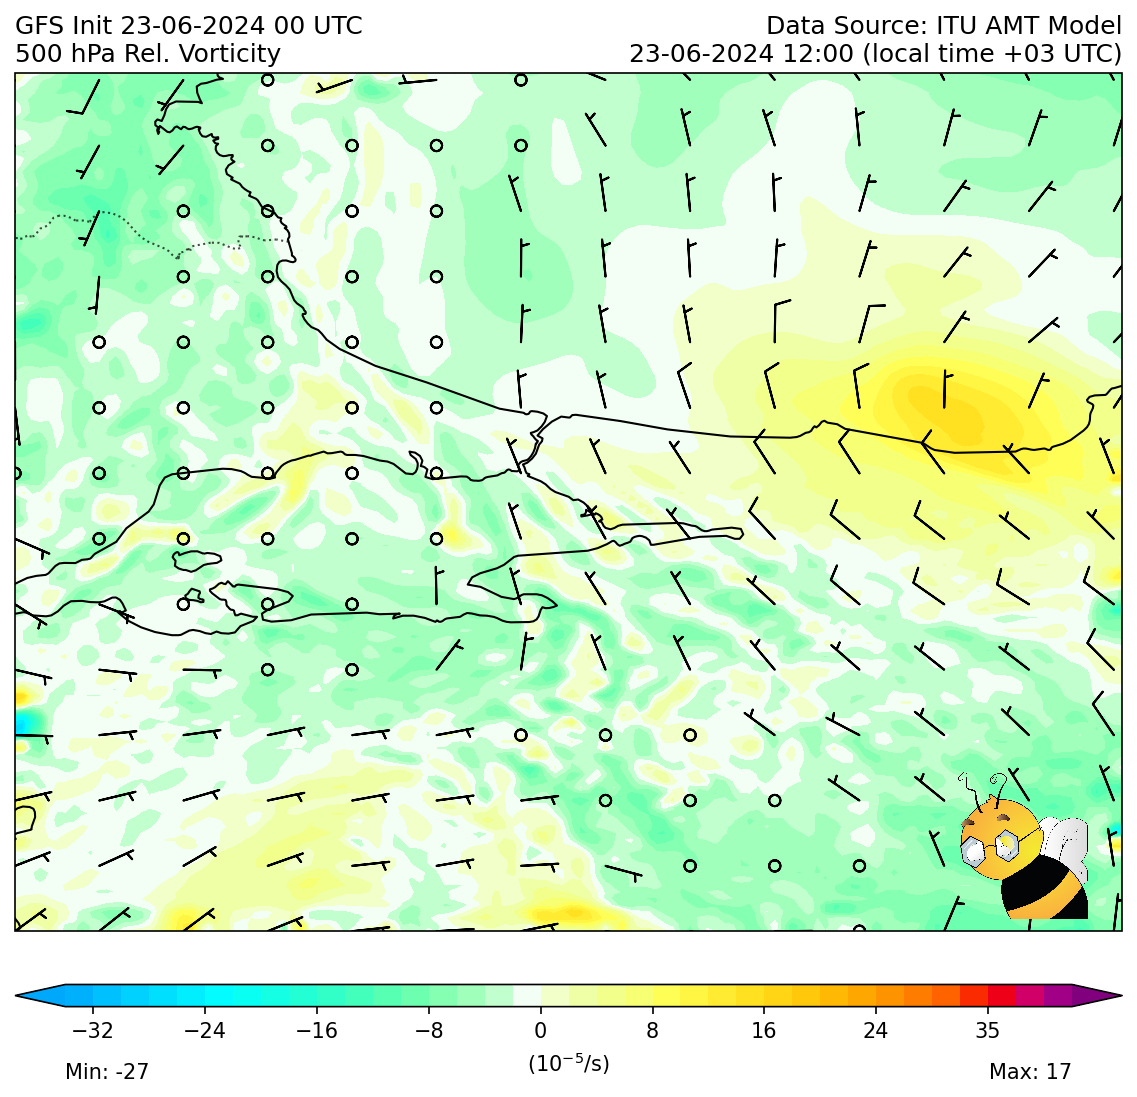 GFS Init 23-06-2024 00 UTC
500 hPa Rel. Vorticity
Data Source: ITU AMT Model
23-06-2024 12:00 (local time +03 UTC)
−32 −24 −16 −8 0 8 16 24 35
(10⁻⁵/s)
Min: -27
Max: 17